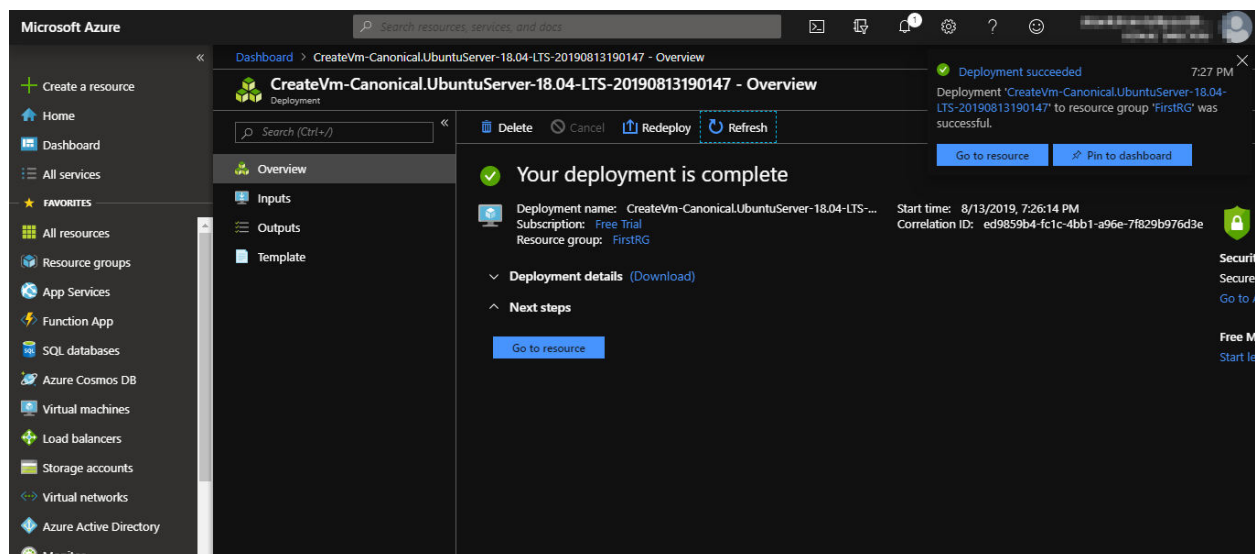 Microsoft Azure
Search resources, services, and docs
1
«
Create a resource
Home
Dashboard
All services
FAVORITES
All resources
Resource groups
App Services
Function App
SQL databases
Azure Cosmos DB
Virtual machines
Load balancers
Storage accounts
Virtual networks
Azure Active Directory
Monitor
Dashboard > CreateVm-Canonical.UbuntuServer-18.04-LTS-20190813190147 - Overview
CreateVm-Canonical.UbuntuServer-18.04-LTS-20190813190147 - Overview
Deployment
Search (Ctrl+/)
«
Overview
Inputs
Outputs
Template
Delete Cancel Redeploy Refresh
Your deployment is complete
Deployment name: CreateVm-Canonical.UbuntuServer-18.04-LTS-...
Subscription: Free Trial
Resource group: FirstRG
Start time: 8/13/2019, 7:26:14 PM
Correlation ID: ed9859b4-fc1c-4bb1-a96e-7f829b976d3e
Deployment details (Download)
Next steps
Go to resource
Deployment succeeded 7:27 PM
Deployment 'CreateVm-Canonical.UbuntuServer-18.04-
LTS-20190813190147' to resource group 'FirstRG' was
successful.
Go to resource Pin to dashboard
Securit
Secure
Go to A
Free M
Start le